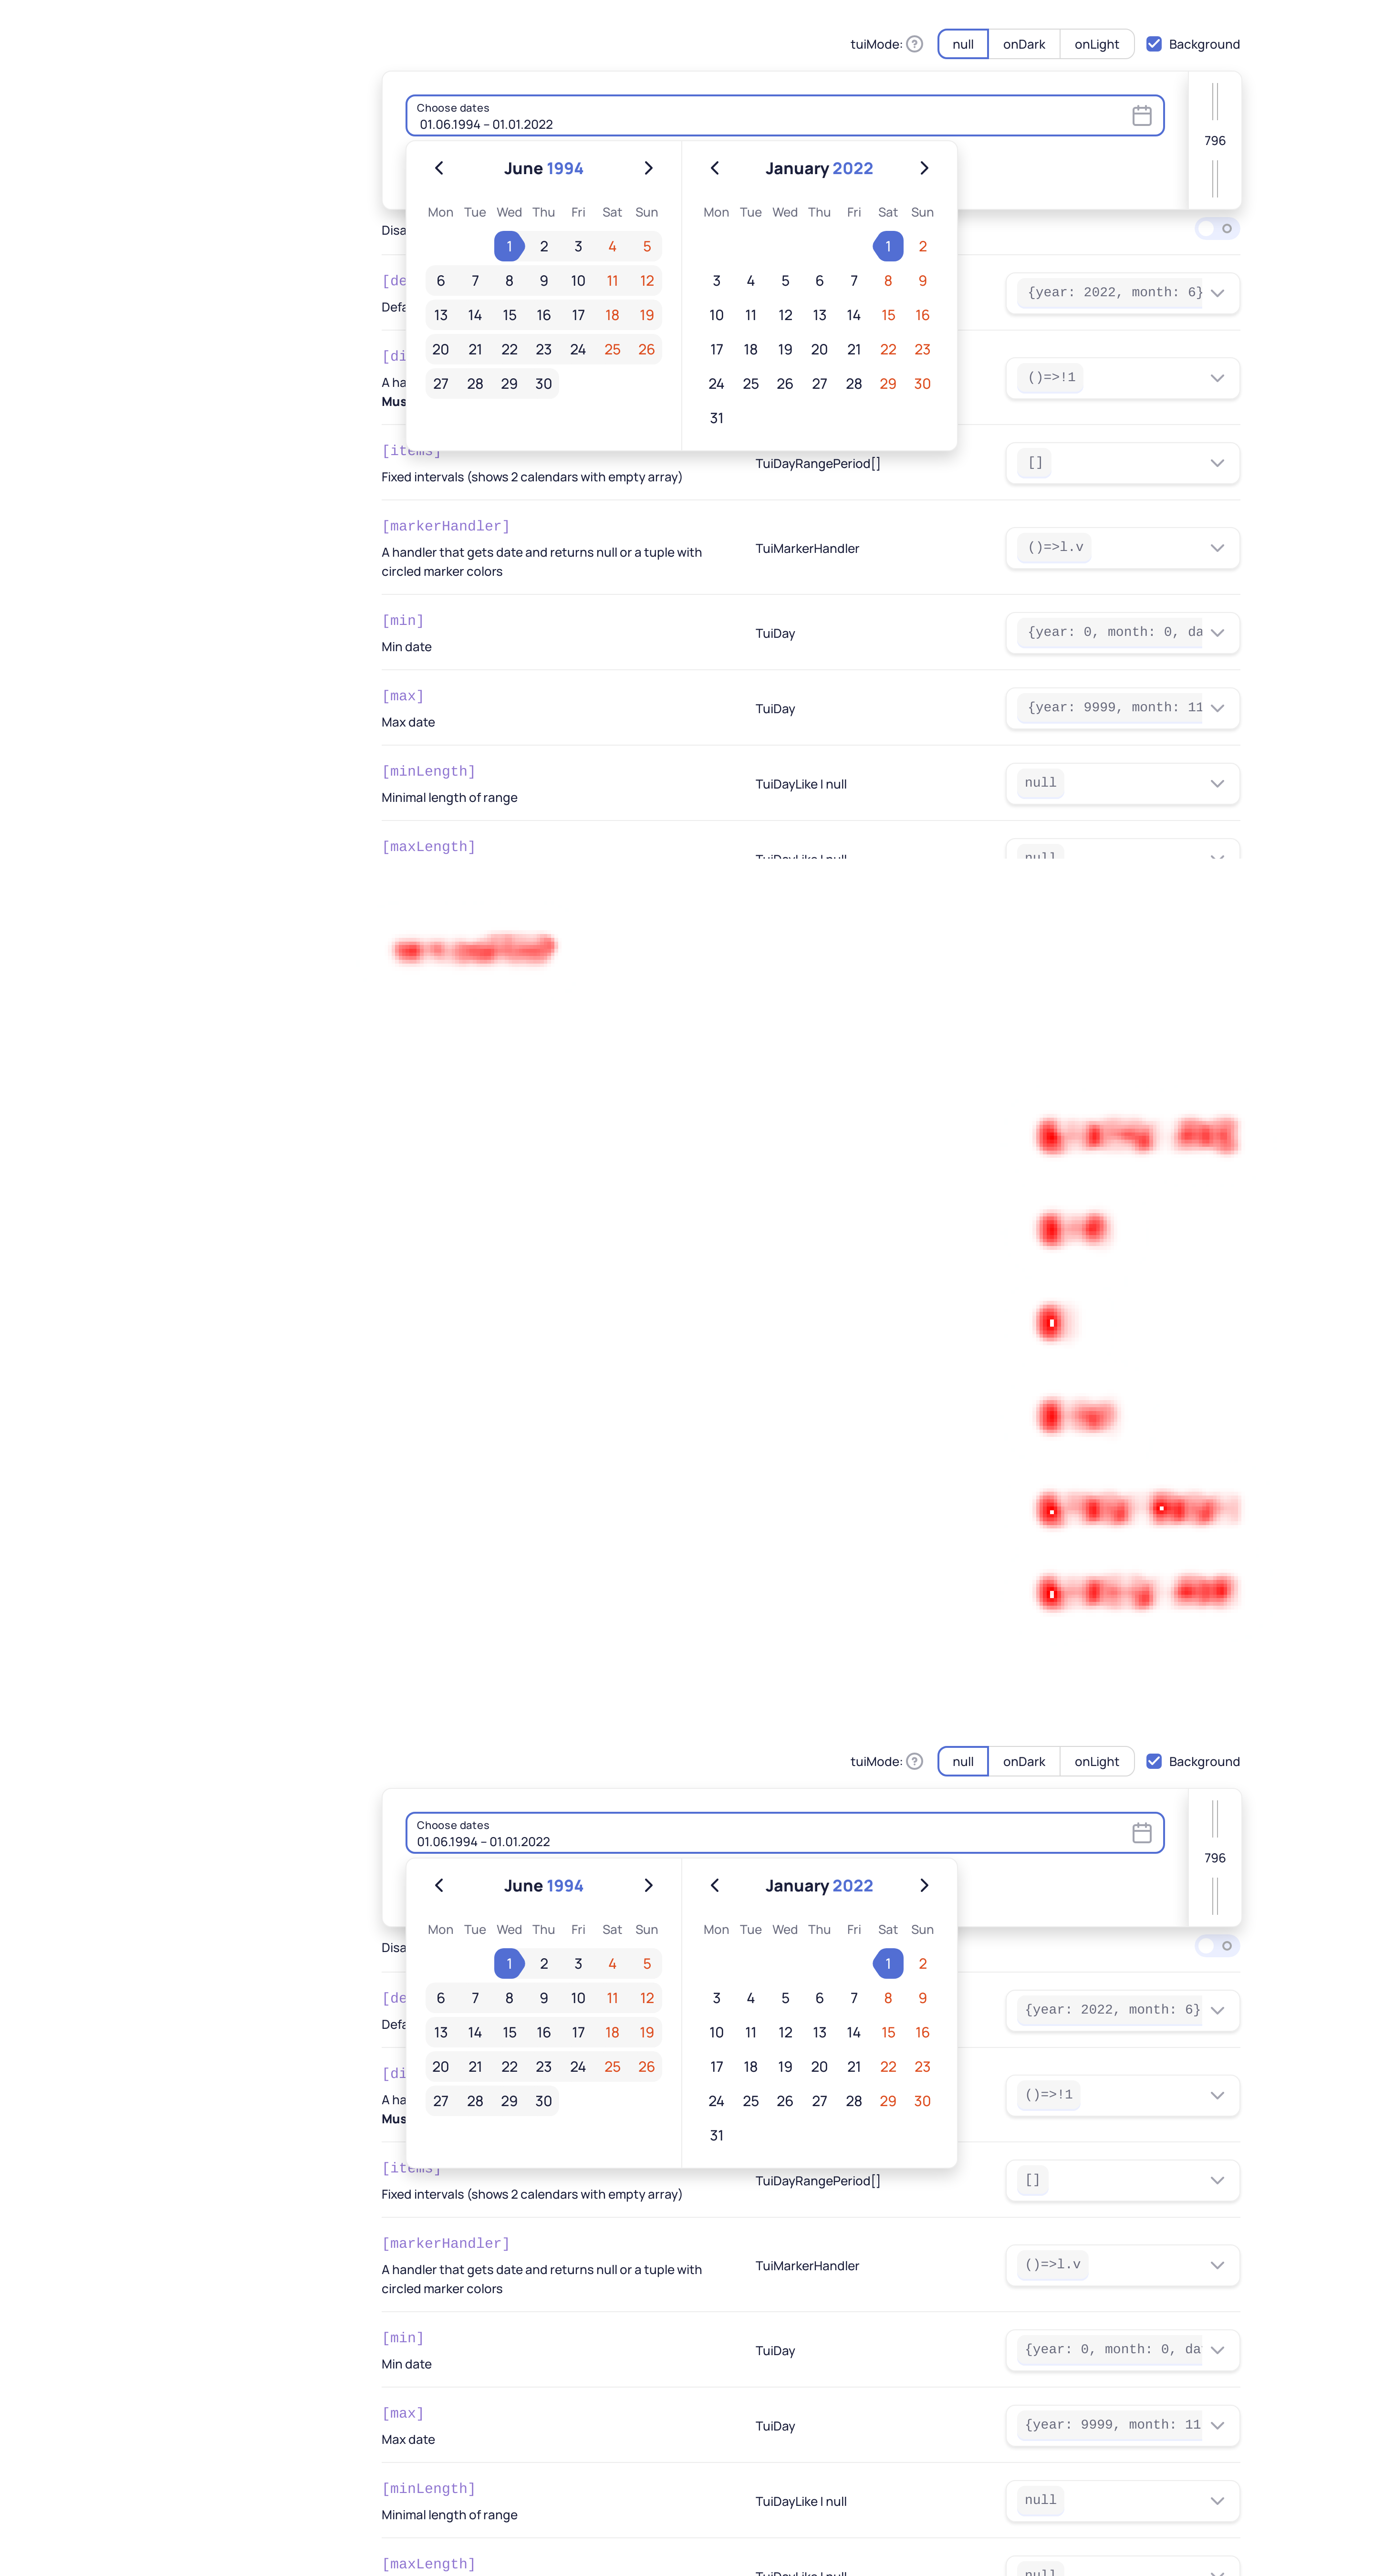 tuiMode: ? null onDark onLight Background
Choose dates
01.06.1994 – 01.01.2022
796
June 1994 January 2022
Mon Tue Wed Thu Fri Sat Sun Mon Tue Wed Thu Fri Sat Sun
1 2 3 4 5 1 2
6 7 8 9 10 11 12 3 4 5 6 7 8 9
13 14 15 16 17 18 19 10 11 12 13 14 15 16
20 21 22 23 24 25 26 17 18 19 20 21 22 23
27 28 29 30 24 25 26 27 28 29 30
31
Disa
[de
Defa
{year: 2022, month: 6}
[di
A ha
Mus
()=>!1
[items]
Fixed intervals (shows 2 calendars with empty array)
TuiDayRangePeriod[]
[]
[markerHandler]
A handler that gets date and returns null or a tuple with
circled marker colors
TuiMarkerHandler
()=>l.v
[min]
Min date
TuiDay
{year: 0, month: 0, da
[max]
Max date
TuiDay
{year: 9999, month: 11
[minLength]
Minimal length of range
TuiDayLike | null
null
[maxLength]
TuiDayLike | null
null
tuiMode: ? null onDark onLight Background
Choose dates
01.06.1994 – 01.01.2022
796
June 1994 January 2022
Mon Tue Wed Thu Fri Sat Sun Mon Tue Wed Thu Fri Sat Sun
1 2 3 4 5 1 2
6 7 8 9 10 11 12 3 4 5 6 7 8 9
13 14 15 16 17 18 19 10 11 12 13 14 15 16
20 21 22 23 24 25 26 17 18 19 20 21 22 23
27 28 29 30 24 25 26 27 28 29 30
31
Disa
[de
Defa
{year: 2022, month: 6}
[di
A ha
Mus
()=>!1
[items]
Fixed intervals (shows 2 calendars with empty array)
TuiDayRangePeriod[]
[]
[markerHandler]
A handler that gets date and returns null or a tuple with
circled marker colors
TuiMarkerHandler
()=>l.v
[min]
Min date
TuiDay
{year: 0, month: 0, da
[max]
Max date
TuiDay
{year: 9999, month: 11
[minLength]
Minimal length of range
TuiDayLike | null
null
[maxLength]
TuiDayLike | null
null